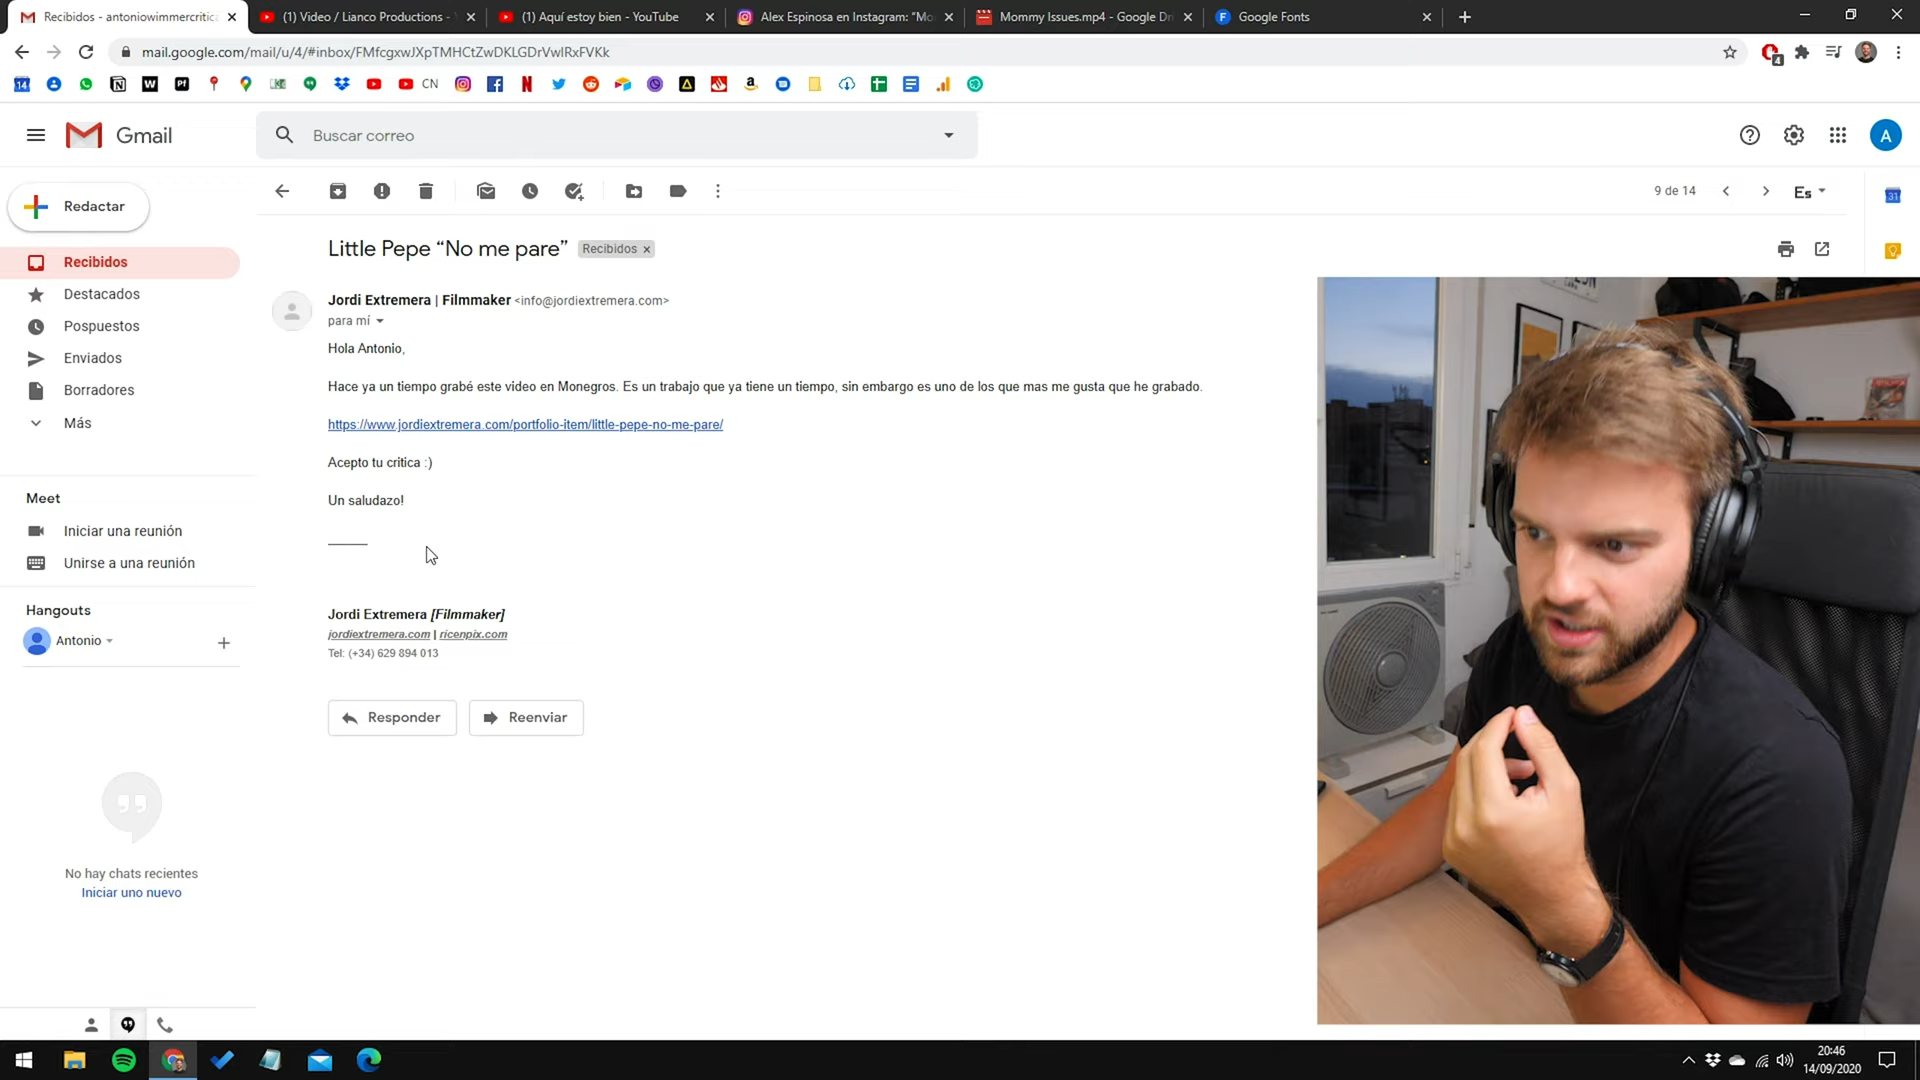 Recibidos - antoniowimmercritica
(1) Video / Lianco Productions -
(1) Aquí estoy bien - YouTube
Alex Espinosa en Instagram: “Mo
Mommy Issues.mp4 - Google Dri
Google Fonts
mail.google.com/mail/u/4/#inbox/FMfcgxwJXpTMHCtZwDKLGDrVwlRxFVKk
CN
Gmail
Buscar correo
A
Redactar
9 de 14
Es
Recibidos
Destacados
Pospuestos
Enviados
Borradores
Más
Little Pepe “No me pare”
Recibidos x
Jordi Extremera | Filmmaker <info@jordiextremera.com>
para mí
Hola Antonio,
Hace ya un tiempo grabé este video en Monegros. Es un trabajo que ya tiene un tiempo, sin embargo es uno de los que mas me gusta que he grabado.
https://www.jordiextremera.com/portfolio-item/little-pepe-no-me-pare/
Acepto tu critica :)
Un saludazo!
Jordi Extremera [Filmmaker]
jordiextremera.com | ricenpix.com
Tel: (+34) 629 894 013
Responder
Reenviar
Meet
Iniciar una reunión
Unirse a una reunión
Hangouts
Antonio
No hay chats recientes
Iniciar uno nuevo
20:46
14/09/2020